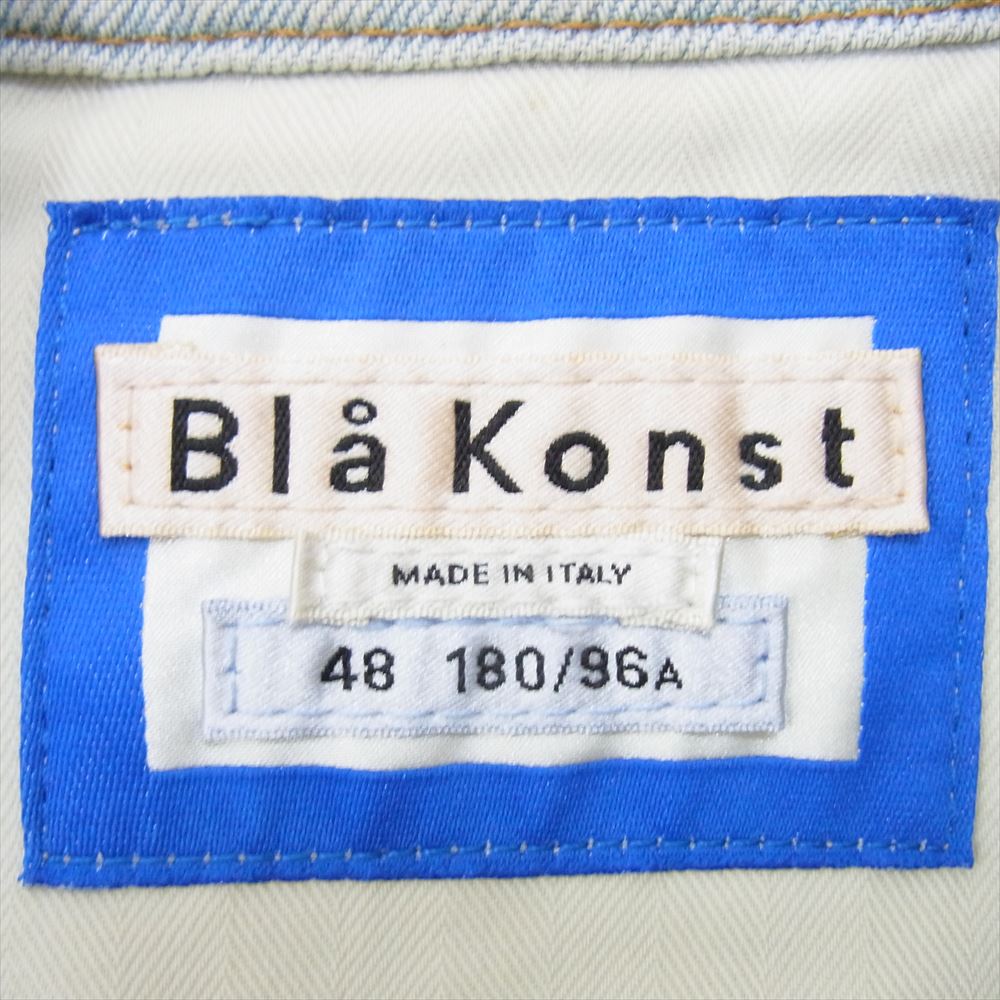 Blå Konst
MADE IN ITALY
48 180/96A